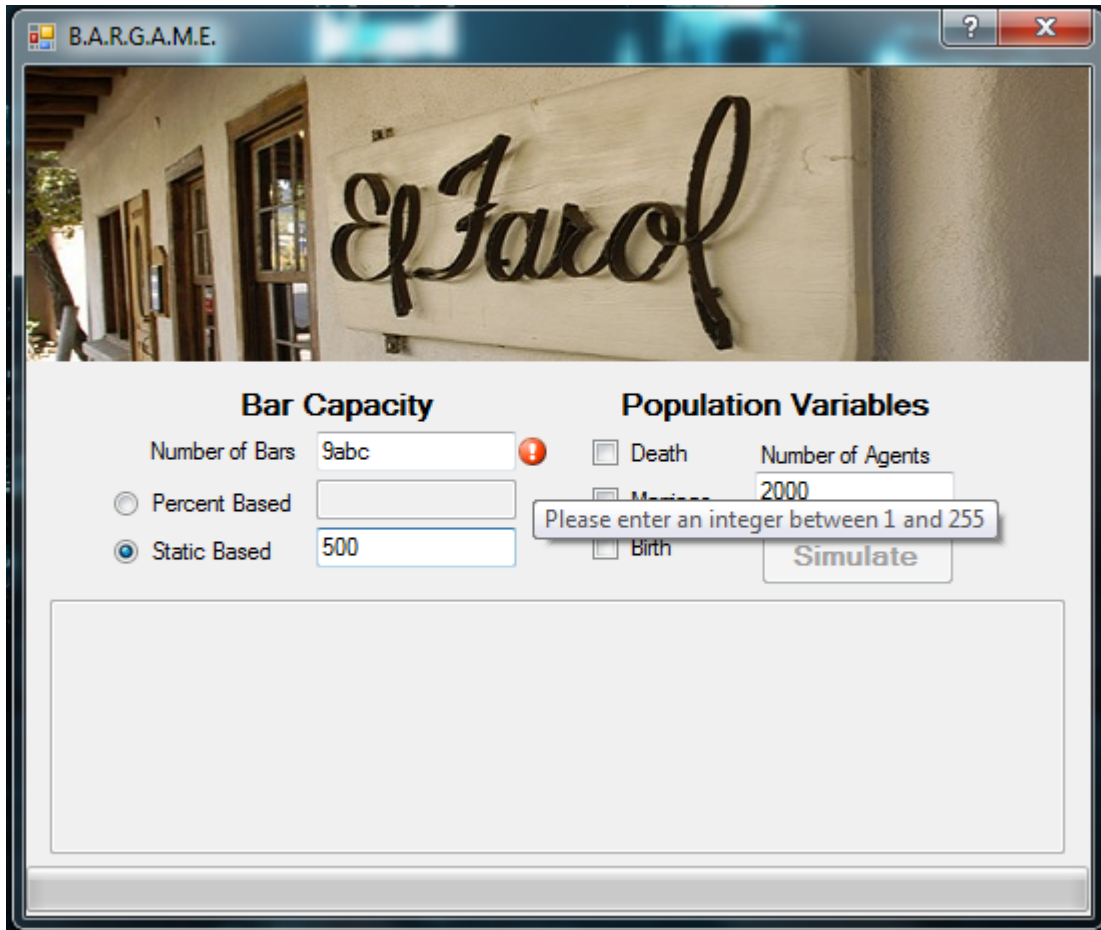 B.A.R.G.A.M.E.
?
El Farol
Bar Capacity
Population Variables
Number of Bars 9abc
!
Death
Number of Agents
Percent Based
2000
Please enter an integer between 1 and 255
Static Based 500
Birth
Simulate